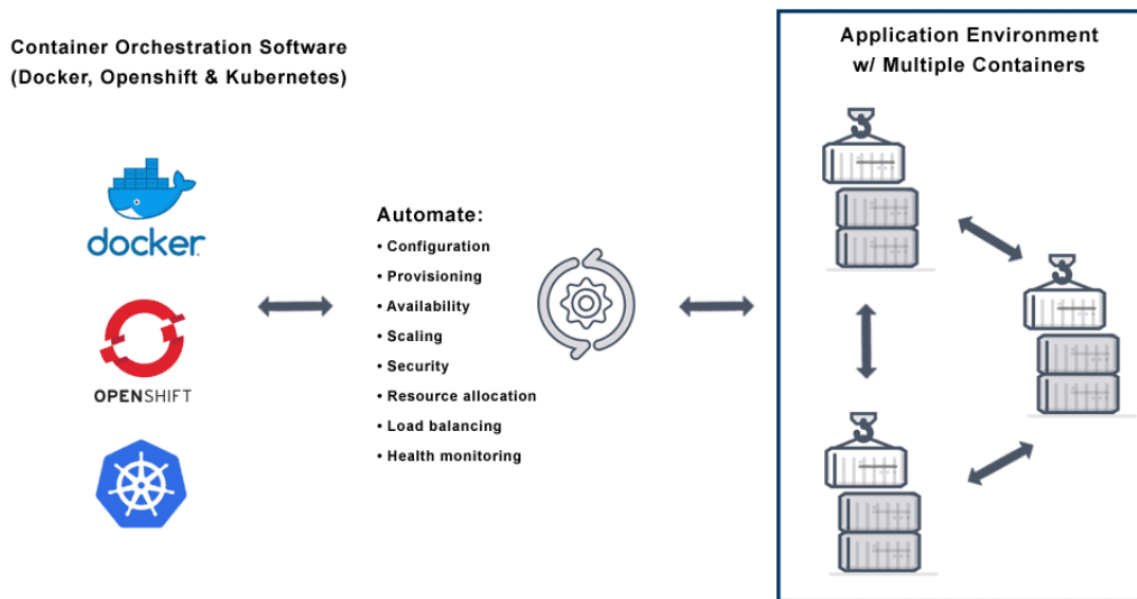 Container Orchestration Software
(Docker, Openshift & Kubernetes)
docker
OPENSHIFT
Automate:
• Configuration
• Provisioning
• Availability
• Scaling
• Security
• Resource allocation
• Load balancing
• Health monitoring
Application Environment
w/ Multiple Containers